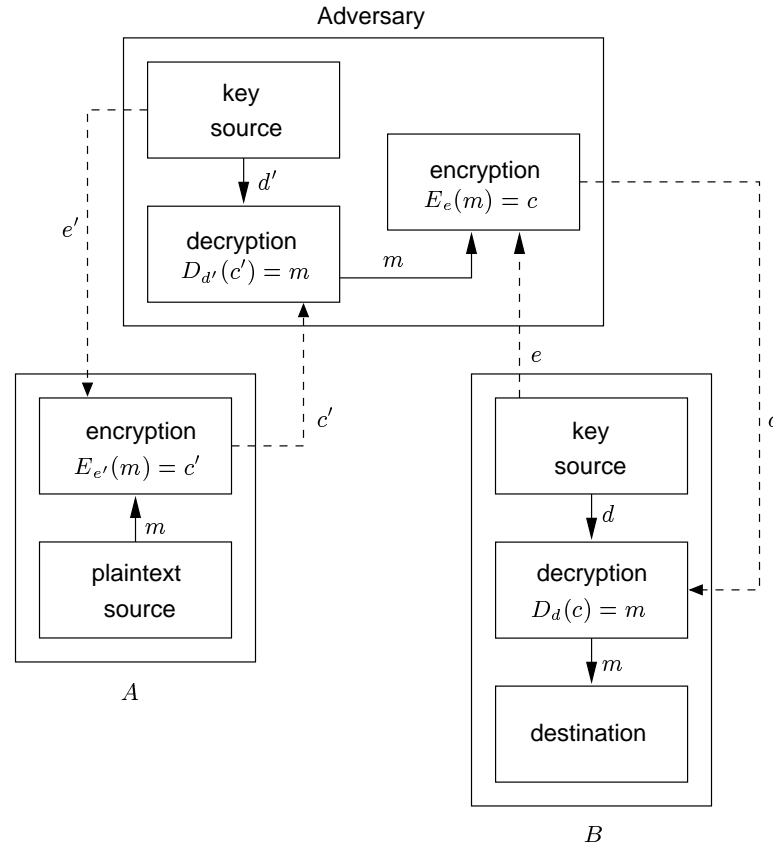 Adversary
key
source
d′
encryption
E_e(m) = c
e′
decryption
D_{d′}(c′) = m
m
e
c′
encryption
E_{e′}(m) = c′
m
plaintext
source
A
key
source
d
decryption
D_d(c) = m
m
destination
B